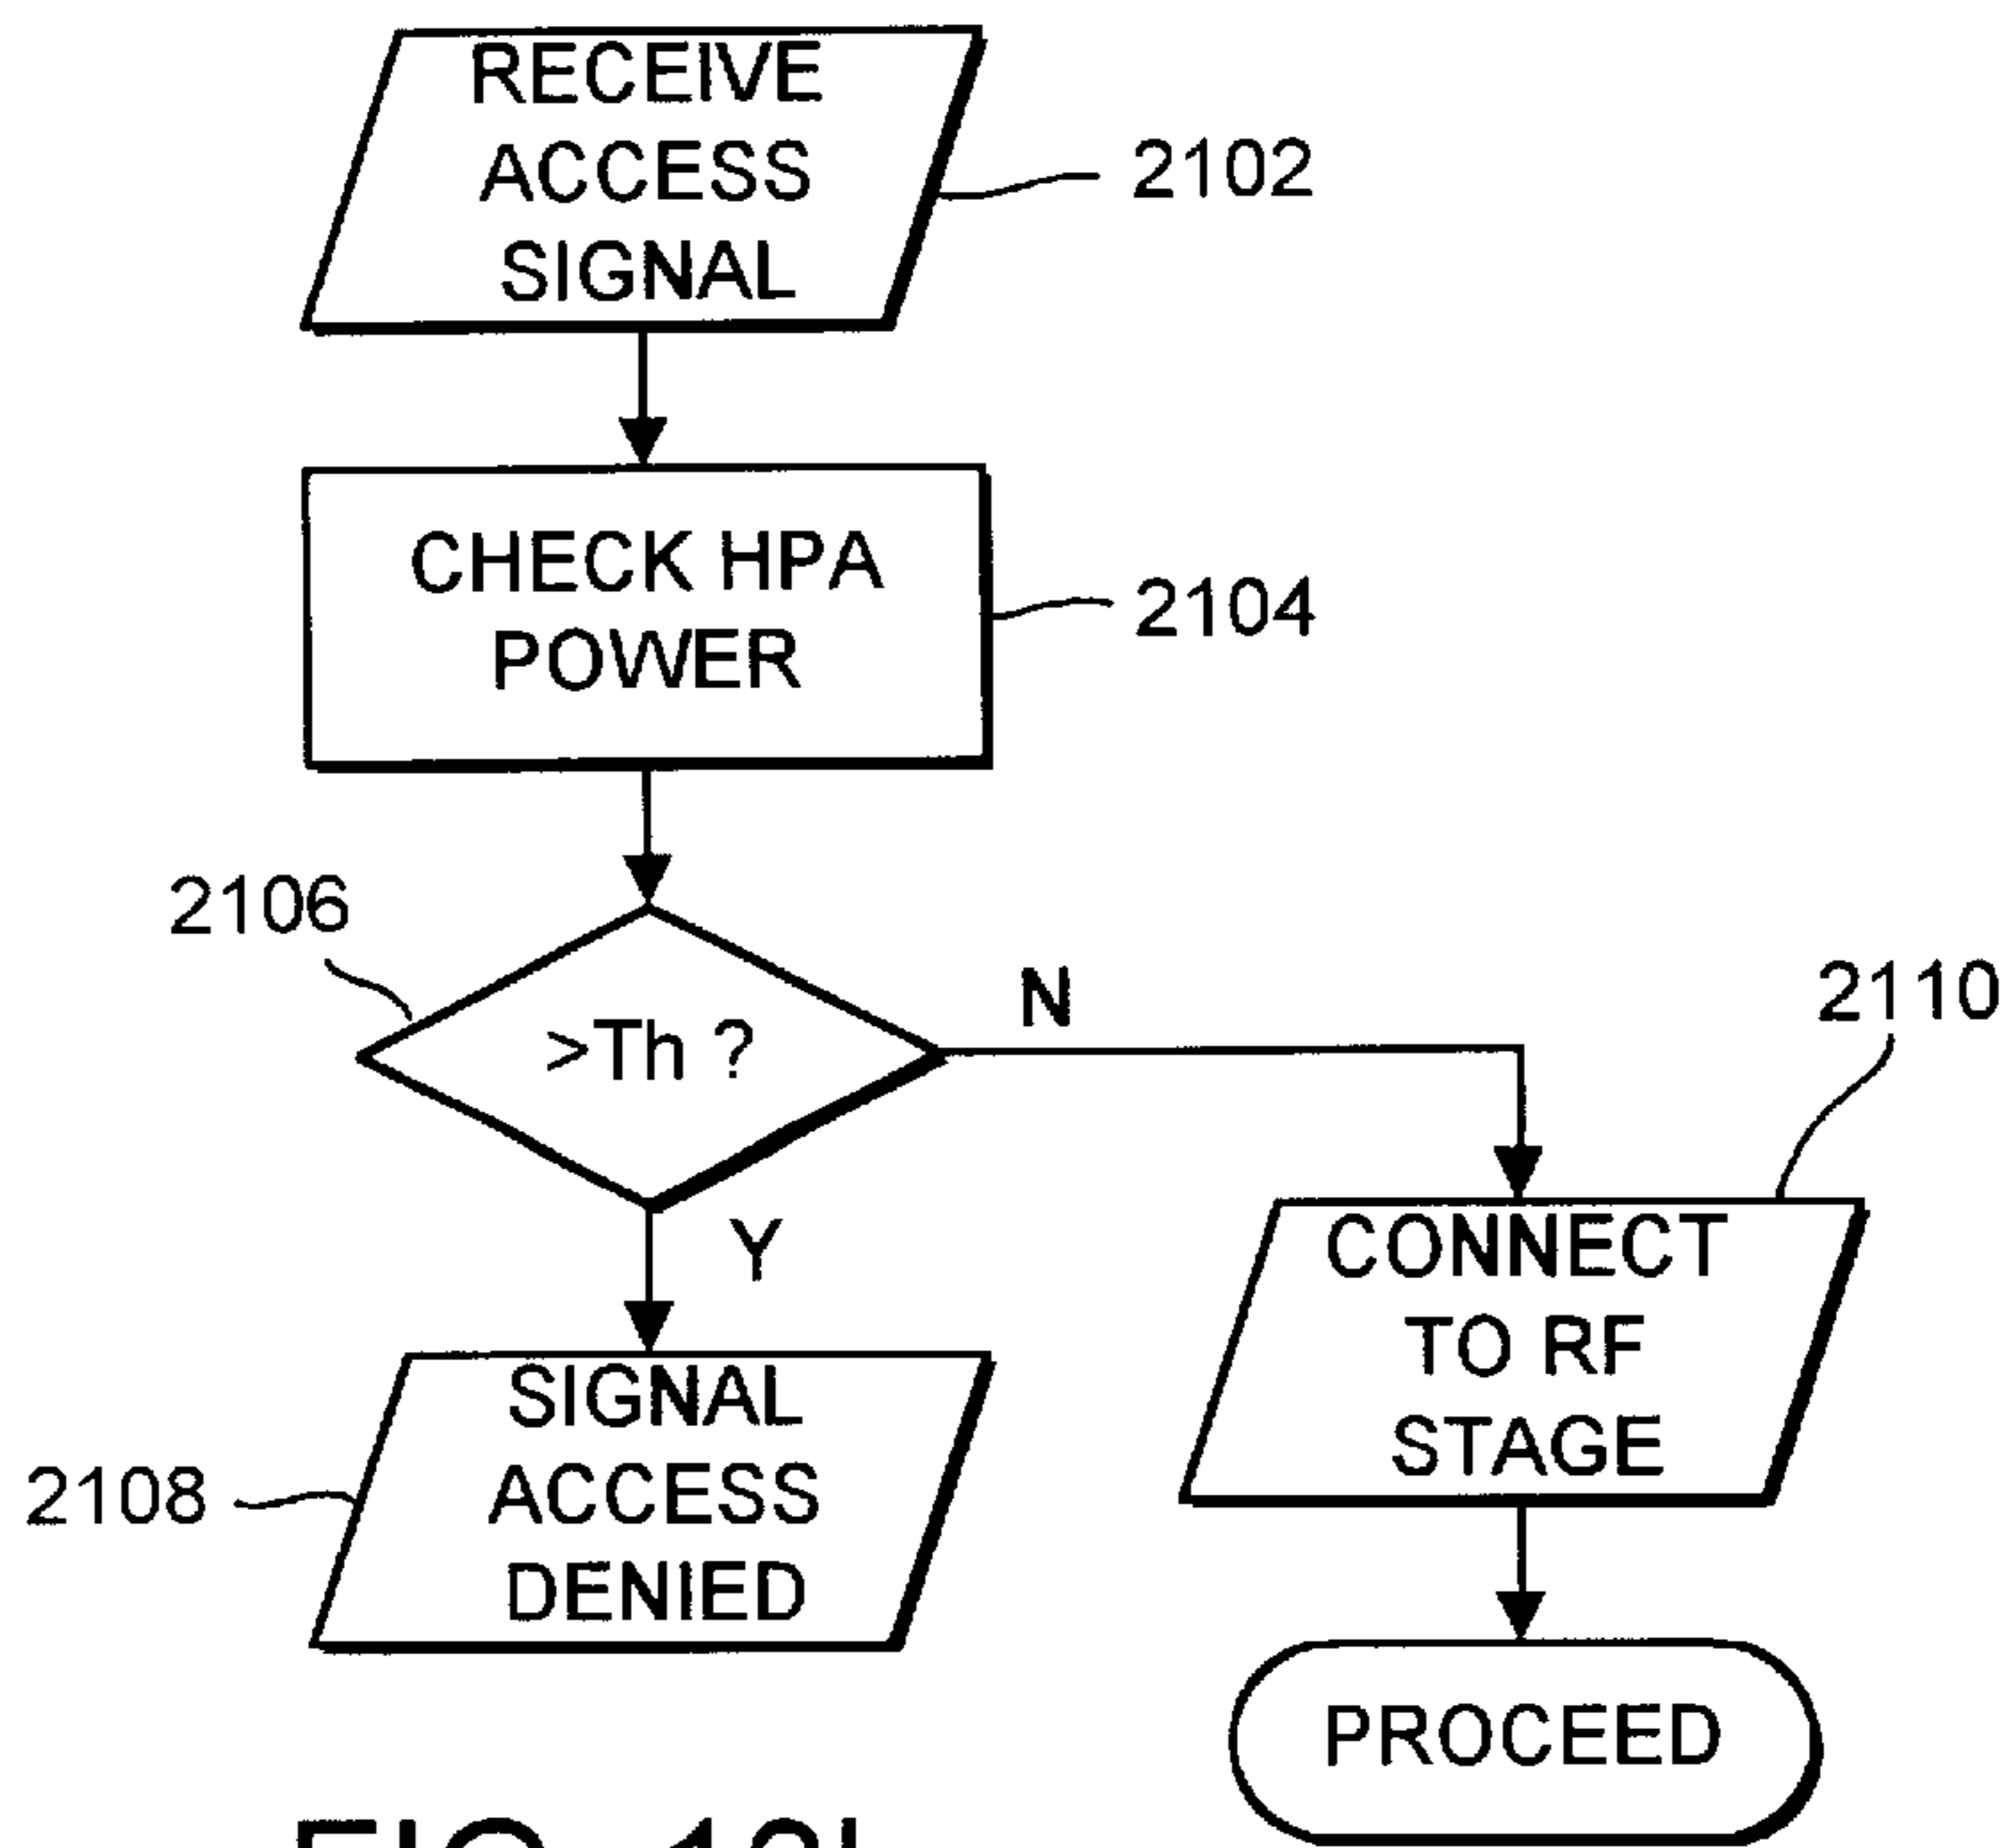 RECEIVE
ACCESS
SIGNAL
2102
CHECK HPA
POWER
2104
2106
>Th ?
N
2110
Y
CONNECT
TO RF
STAGE
SIGNAL
ACCESS
DENIED
2108
PROCEED